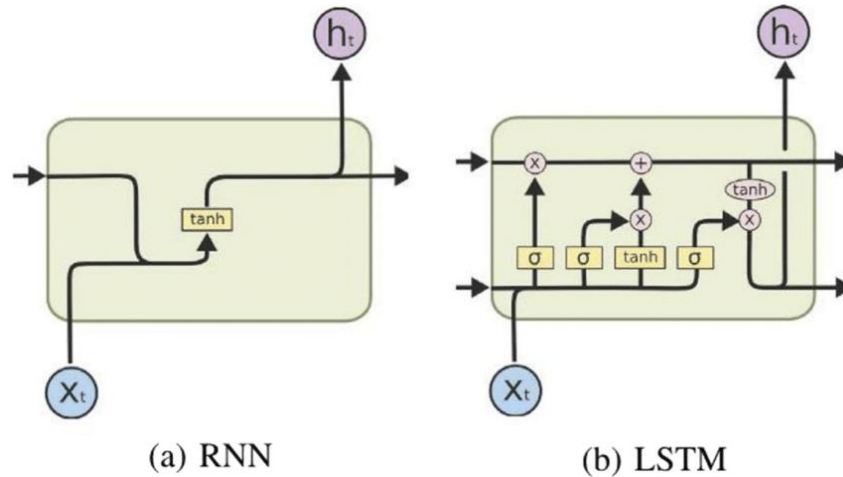 hₜ
tanh
Xₜ
(a) RNN
hₜ
x
+
tanh
x
x
σ
σ
tanh
σ
Xₜ
(b) LSTM